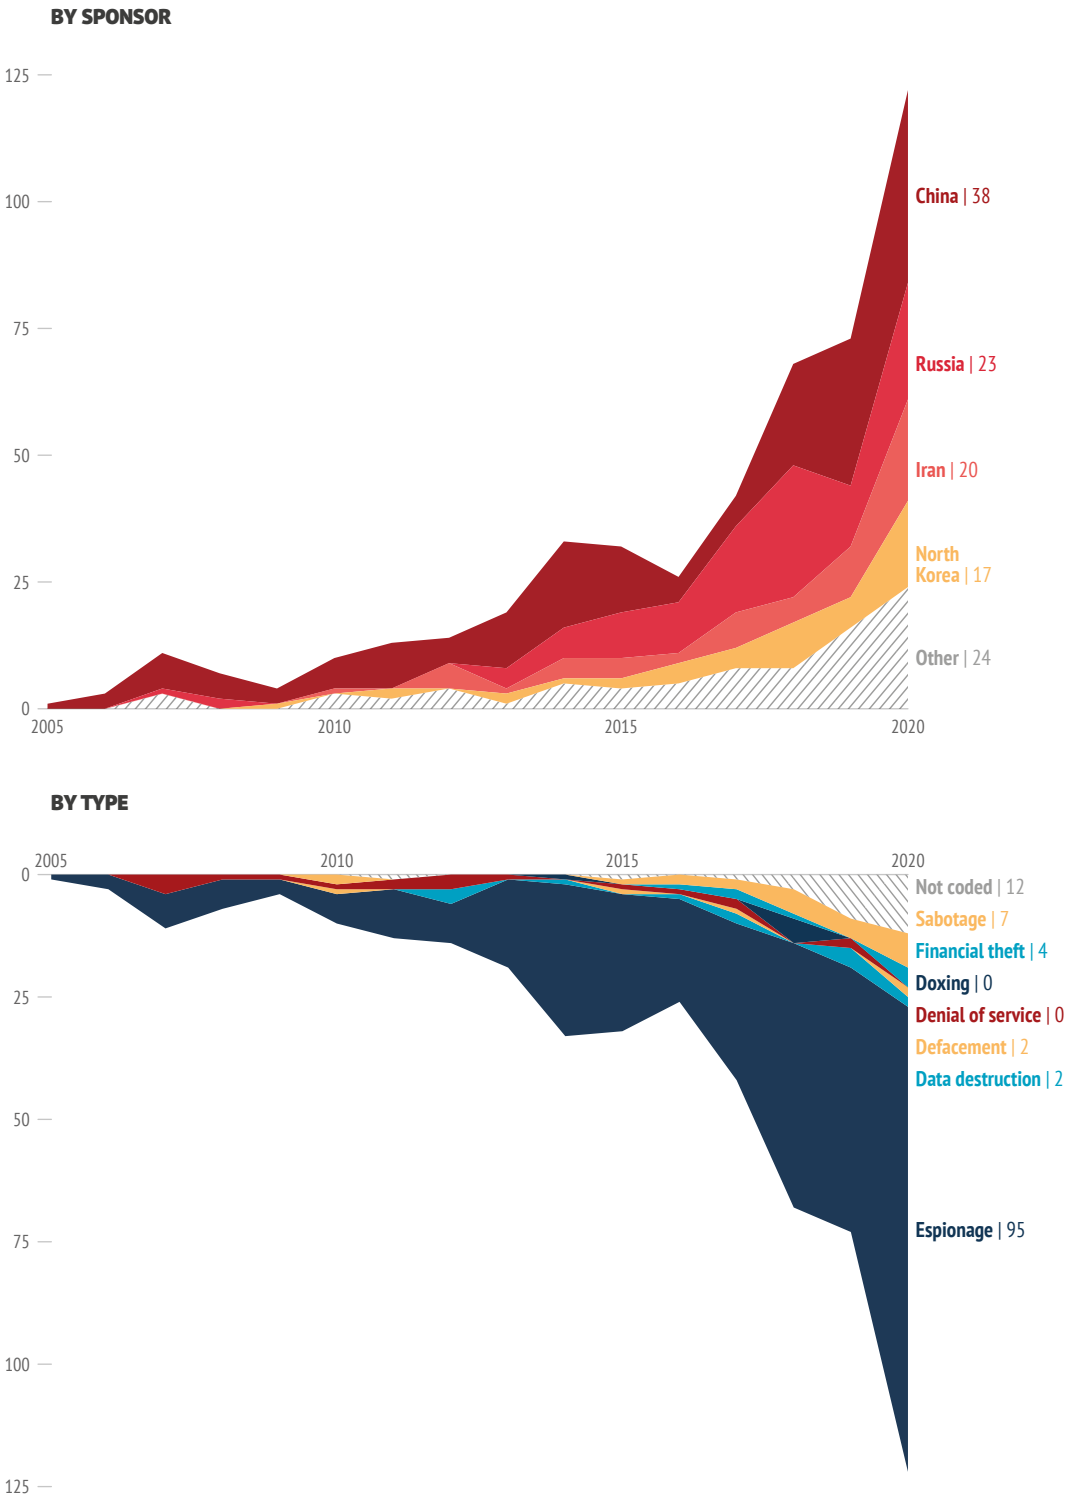 BY SPONSOR
125
100
75
50
25
0
China | 38
Russia | 23
Iran | 20
North
Korea | 17
Other | 24
2005 2010 2015 2020
BY TYPE
2005 2010 2015 2020
0
25
50
75
100
125
Not coded | 12
Sabotage | 7
Financial theft | 4
Doxing | 0
Denial of service | 0
Defacement | 2
Data destruction | 2
Espionage | 95